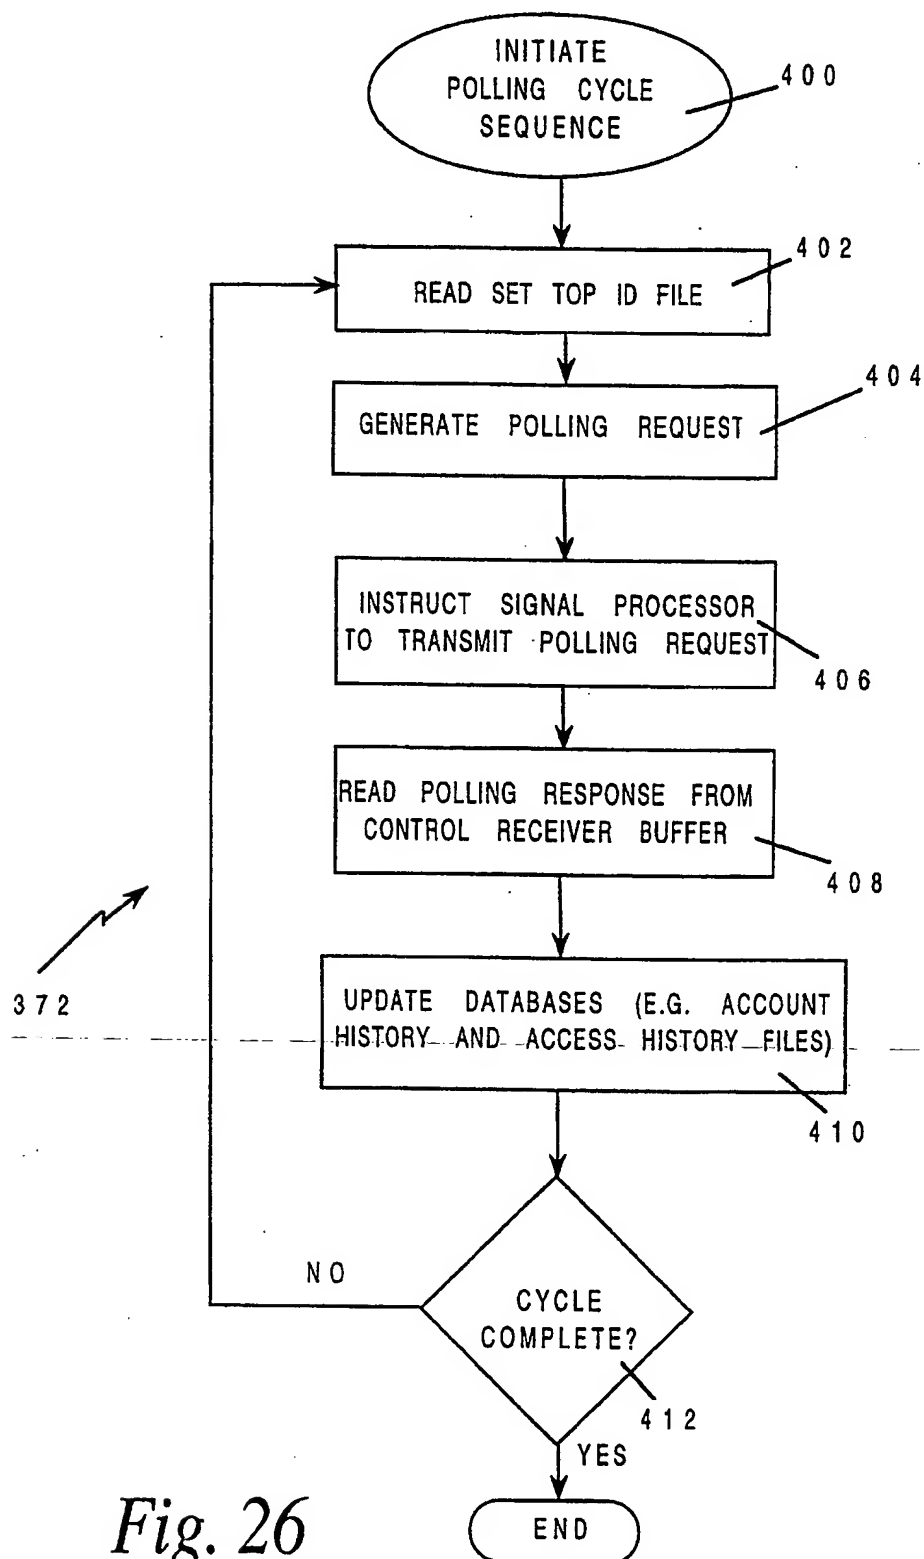 INITIATE
POLLING CYCLE
SEQUENCE
400
402
READ SET TOP ID FILE
404
GENERATE POLLING REQUEST
INSTRUCT SIGNAL PROCESSOR
TO TRANSMIT POLLING REQUEST
406
READ POLLING RESPONSE FROM
CONTROL RECEIVER BUFFER
408
372
UPDATE DATABASES (E.G. ACCOUNT
HISTORY AND ACCESS HISTORY FILES)
410
NO
CYCLE
COMPLETE?
412
YES
END
Fig. 26